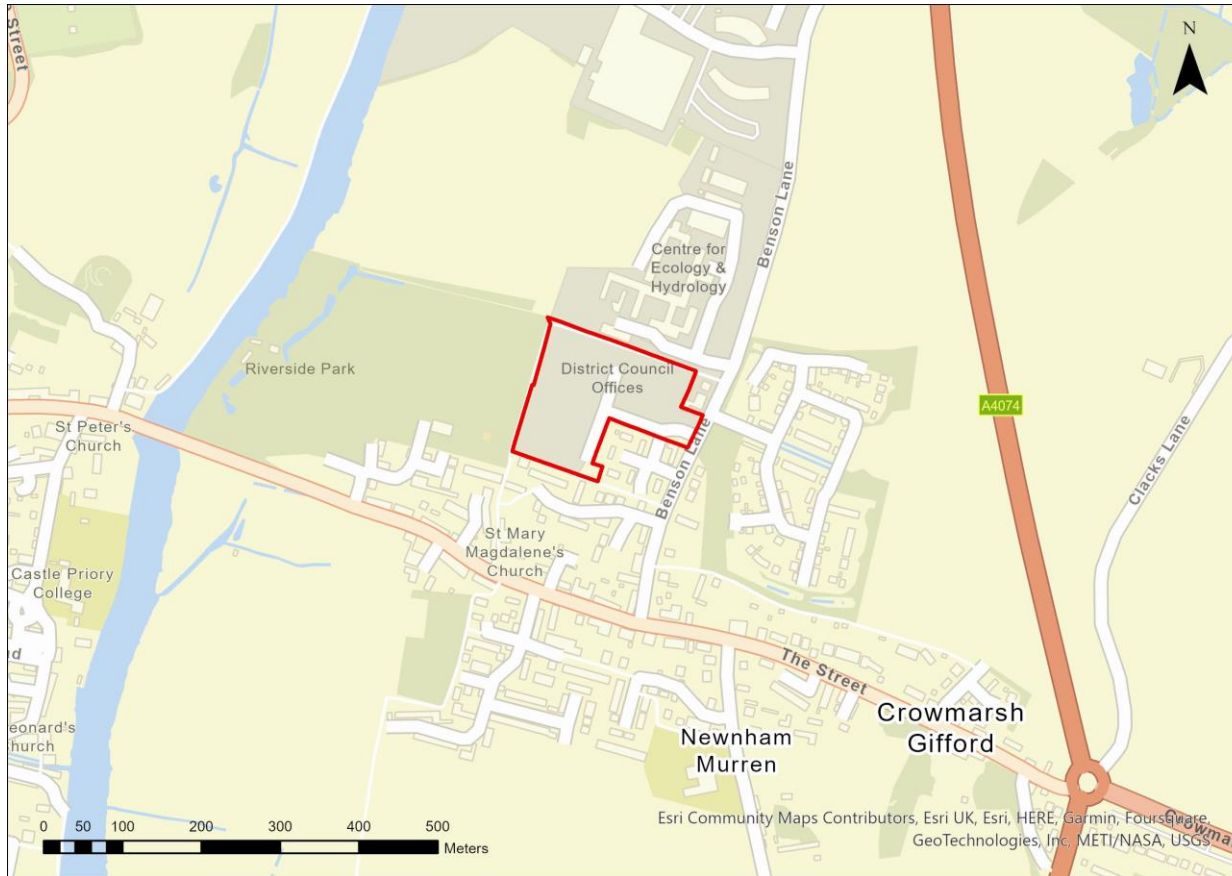 Street
N
Benson Lane
Centre for
Ecology &
Hydrology
Riverside Park
District Council
Offices
A4074
St Peter's
Church
Benson Lane
Clacks Lane
St Mary
Magdalene's
Church
Castle Priory
College
The Street
Crowmarsh
Gifford
Newnham
Murren
eonard's
Church
0 50 100 200 300 400 500
Meters
Crowma
Esri Community Maps Contributors, Esri UK, Esri, HERE, Garmin, Foursquare,
GeoTechnologies, Inc, METI/NASA, USGS